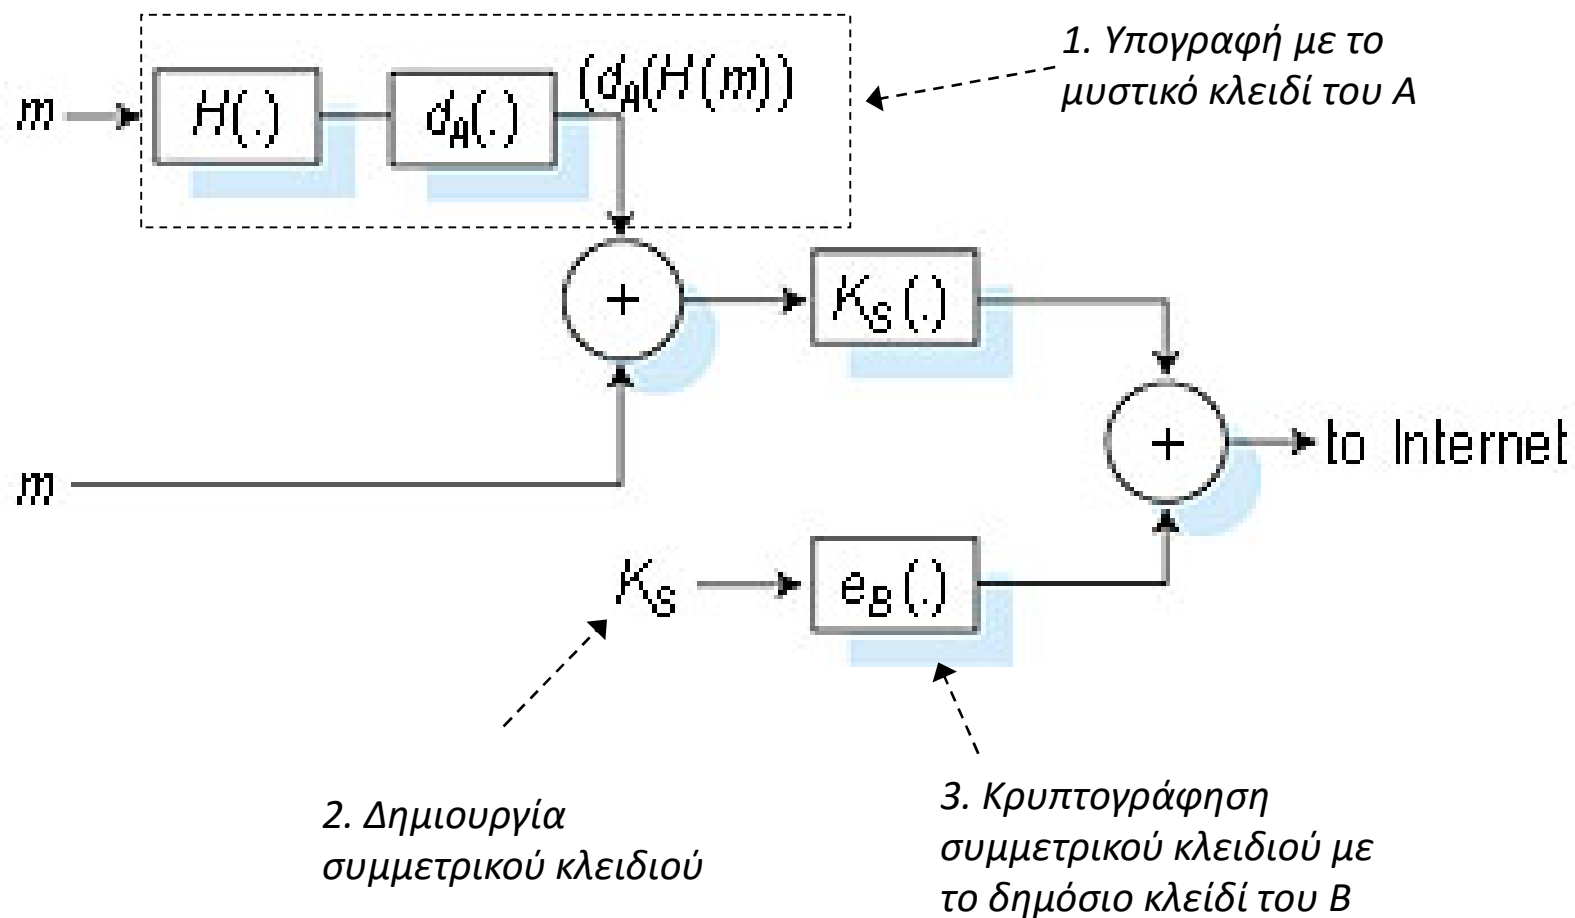 1. Υπογραφή με το
μυστικό κλειδί του Α
m
H(.)
dA(.)
(dA(H(m))
+
KS(.)
m
+
to Internet
KS
eB(.)
2. Δημιουργία
συμμετρικού κλειδιού
3. Κρυπτογράφηση
συμμετρικού κλειδιού με
το δημόσιο κλείδί του Β